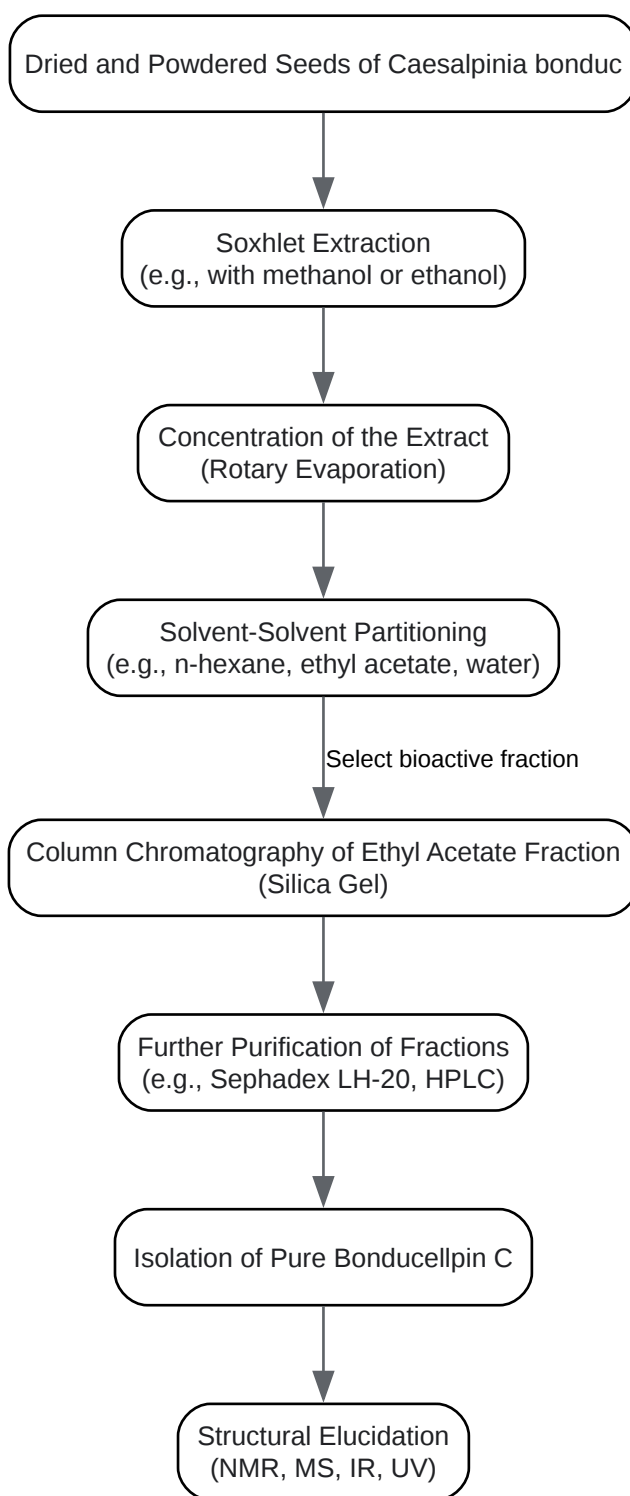 Dried and Powdered Seeds of Caesalpinia bonduc
Soxhlet Extraction
(e.g., with methanol or ethanol)
Concentration of the Extract
(Rotary Evaporation)
Solvent-Solvent Partitioning
(e.g., n-hexane, ethyl acetate, water)
Select bioactive fraction
Column Chromatography of Ethyl Acetate Fraction
(Silica Gel)
Further Purification of Fractions
(e.g., Sephadex LH-20, HPLC)
Isolation of Pure Bonducellpin C
Structural Elucidation
(NMR, MS, IR, UV)